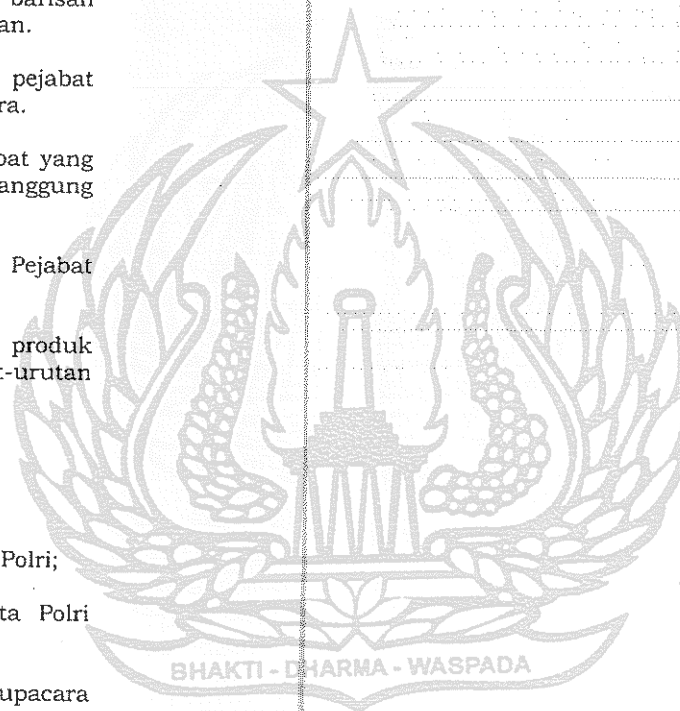 barisan
an.
pejabat
ra.
bat yang
anggung
Pejabat
produk
t-urutan
Polri;
ta Polri
upacara
BHAKTI - DHARMA - WASPADA